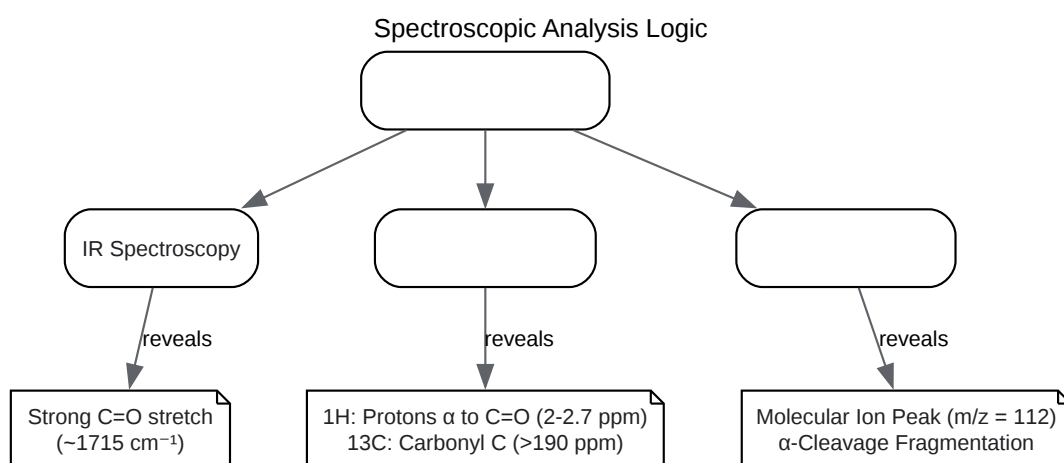 Spectroscopic Analysis Logic
IR Spectroscopy
reveals
reveals
reveals
Strong C=O stretch
(~1715 cm⁻¹)
1H: Protons α to C=O (2-2.7 ppm)
13C: Carbonyl C (>190 ppm)
Molecular Ion Peak (m/z = 112)
α-Cleavage Fragmentation